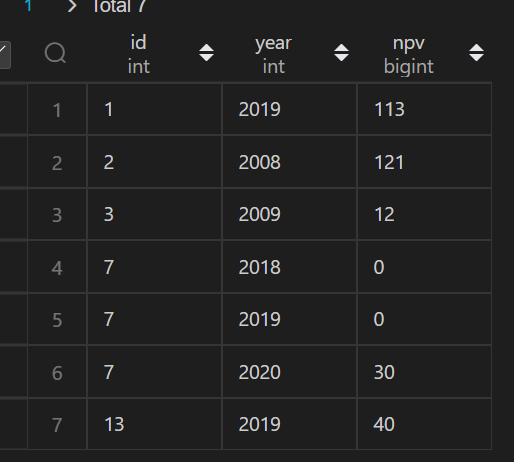 1 > Total 7
id year npv
int int bigint
1 1 2019 113
2 2 2008 121
3 3 2009 12
4 7 2018 0
5 7 2019 0
6 7 2020 30
7 13 2019 40